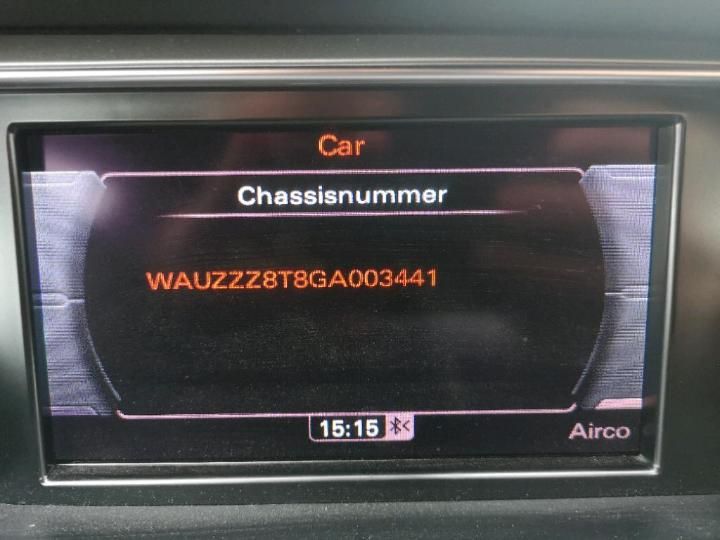 Car
Chassisnummer
WAUZZZ8T8GA003441
15:15
Airco